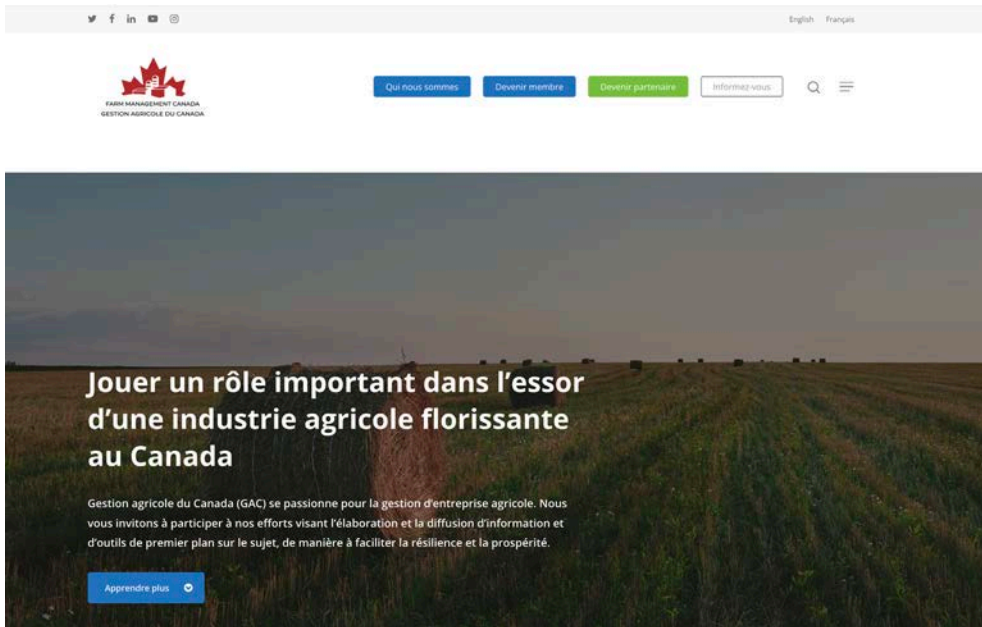 English Français
FARM MANAGEMENT CANADA
GESTION AGRICOLE DU CANADA
Qui nous sommes Devenir membre Devenir partenaire Informez-vous
Jouer un rôle important dans l’essor
d’une industrie agricole florissante
au Canada
Gestion agricole du Canada (GAC) se passionne pour la gestion d’entreprise agricole. Nous
vous invitons à participer à nos efforts visant l’élaboration et la diffusion d’information et
d’outils de premier plan sur le sujet, de manière à faciliter la résilience et la prospérité.
Apprendre plus